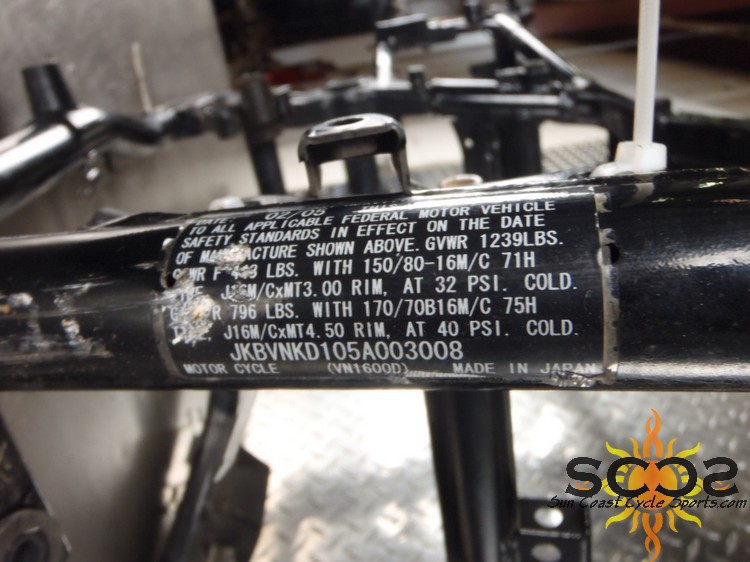 DATE 02/05
TO ALL APPLICABLE FEDERAL MOTOR VEHICLE
SAFETY STANDARDS IN EFFECT ON THE DATE
OF MANUFACTURE SHOWN ABOVE. GVWR 1239LBS.
F LBS. WITH 150/80-16M/C 71H
J16M/CxMT3.00 RIM, AT 32 PSI. COLD.
R 796 LBS. WITH 170/70B16M/C 75H
J16M/CxMT4.50 RIM, AT 40 PSI. COLD.
JKBVNKD105A003008
MOTOR CYCLE (VN1600D) MADE IN JAPAN
SCCS
Sun Coast Cycle Sports.com